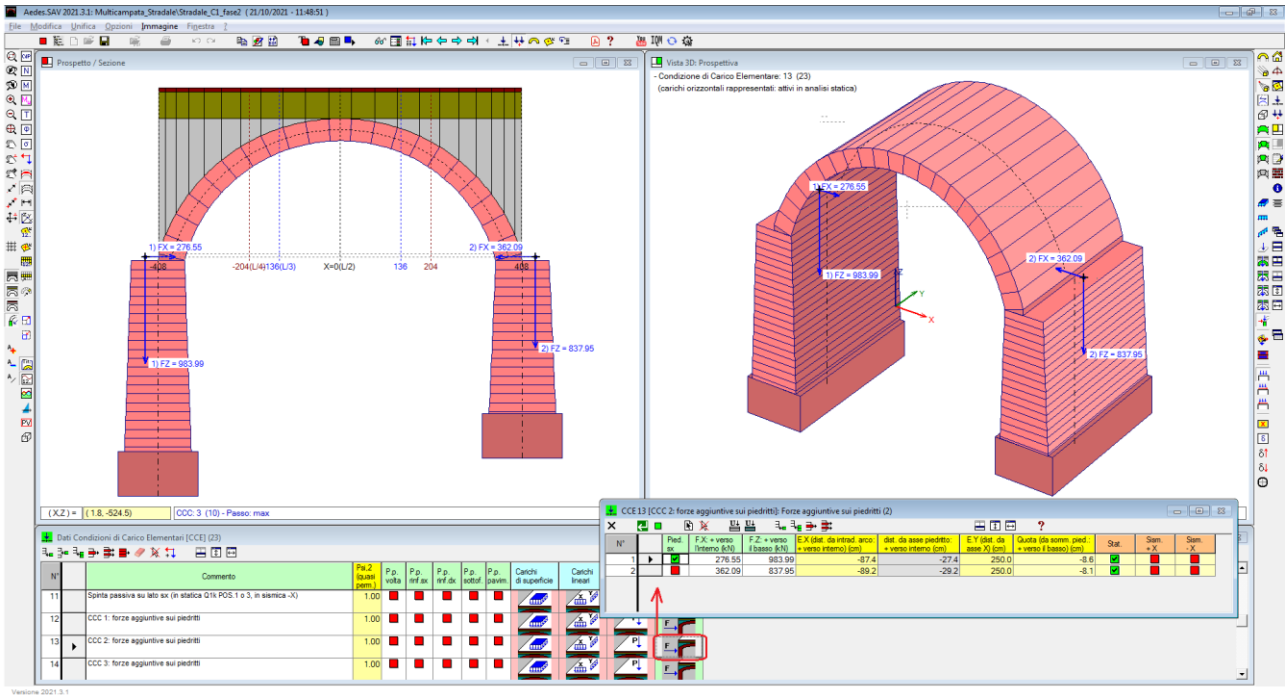 Aedes.SAV 2021.3.1: Multicampata_Stradale\Stradale_C1_fase2 ( 21/10/2021 - 11:48:51 )
File Modifica Unifica Opzioni Immagine Finestra ?
Prospetto / Sezione
1) FX = 276.55
2) FX = 362.09
-408
-204(L/4)
-136(L/3)
X=0(L/2)
136
204
408
1) FZ = 983.99
2) FZ = 837.95
(X,Z) =
( 1.8, -524.5)
CCC: 3 (10) - Passo: max
Vista 3D: Prospettiva
- Condizione di Carico Elementare: 13 (23)
(carichi orizzontali rappresentati: attivi in analisi statica)
1) FX = 276.55
2) FX = 362.09
1) FZ = 983.99
Z
Y
X
2) FZ = 837.95
CCE 13 [CCC 2: forze aggiuntive sui piedritti]: Forze aggiuntive sui piedritti (2)
N° Pied. sx F.X: + verso l'interno (kN) F.Z: + verso il basso (kN) E.X (dist. da intrad. arco: + verso interno) (cm) dist. da asse piedritto: + verso interno) (cm) E.Y (dist. da asse X) (cm) Quota (da somm. pied.: + verso il basso) (cm) Stat. Sism. + X Sism. - X
1 276.55 983.99 -87.4 -27.4 250.0 -8.6
2 362.09 837.95 -89.2 -29.2 250.0 -8.1
Dati Condizioni di Carico Elementari [CCE] (23)
N° Commento Psi,2 (quasi perm.) P.p. volta P.p. rinf.sx P.p. rinf.dx P.p. sottof. P.p. pavim. Carichi di superficie Carichi lineari
11 Spinta passiva su lato sx (in statica Q1k POS.1 o 3, in sismica -X) 1.00
12 CCC 1: forze aggiuntive sui piedritti 1.00
13 CCC 2: forze aggiuntive sui piedritti 1.00
14 CCC 3: forze aggiuntive sui piedritti 1.00
Versione 2021.3.1